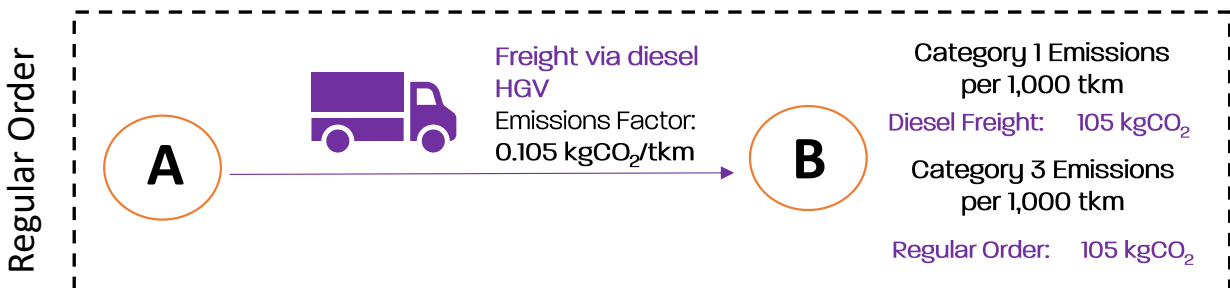 Regular Order
A
Freight via diesel
HGV
Emissions Factor:
0.105 kgCO₂/tkm
B
Category 1 Emissions
per 1,000 tkm
Diesel Freight: 105 kgCO₂
Category 3 Emissions
per 1,000 tkm
Regular Order: 105 kgCO₂